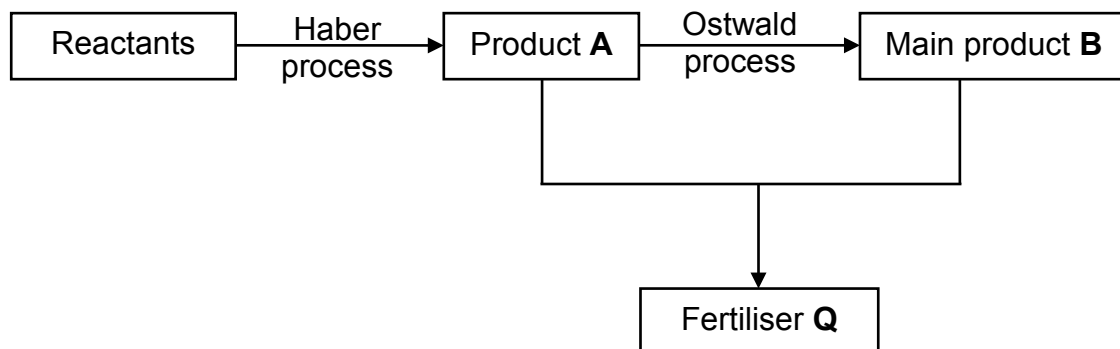 Reactants
Haber
process
Product A
Ostwald
process
Main product B
Fertiliser Q